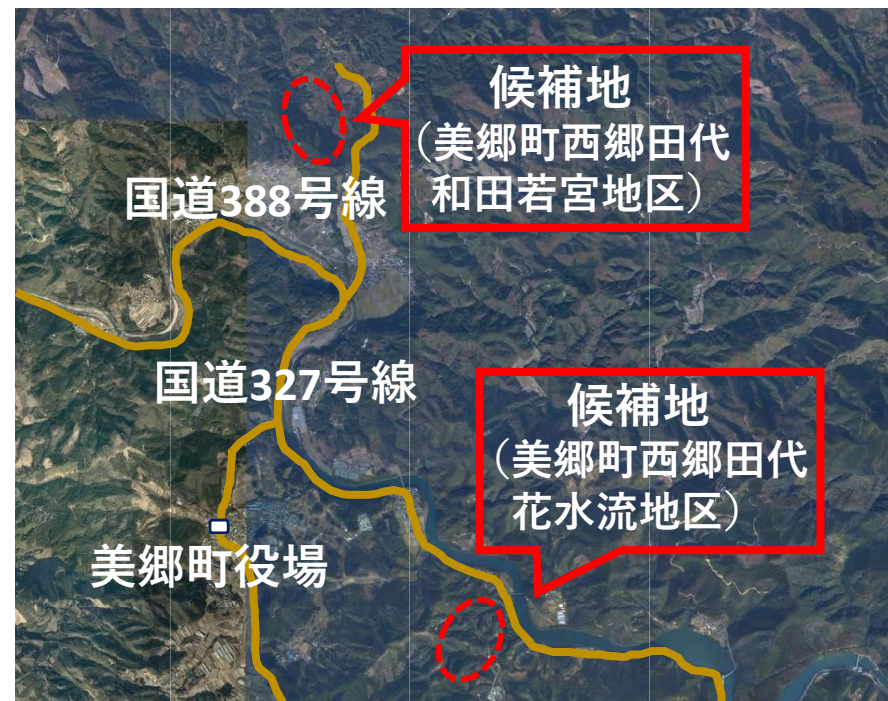 候補地
（美郷町西郷田代
和田若宮地区）
国道388号線
国道327号線
候補地
（美郷町西郷田代
花水流地区）
美郷町役場